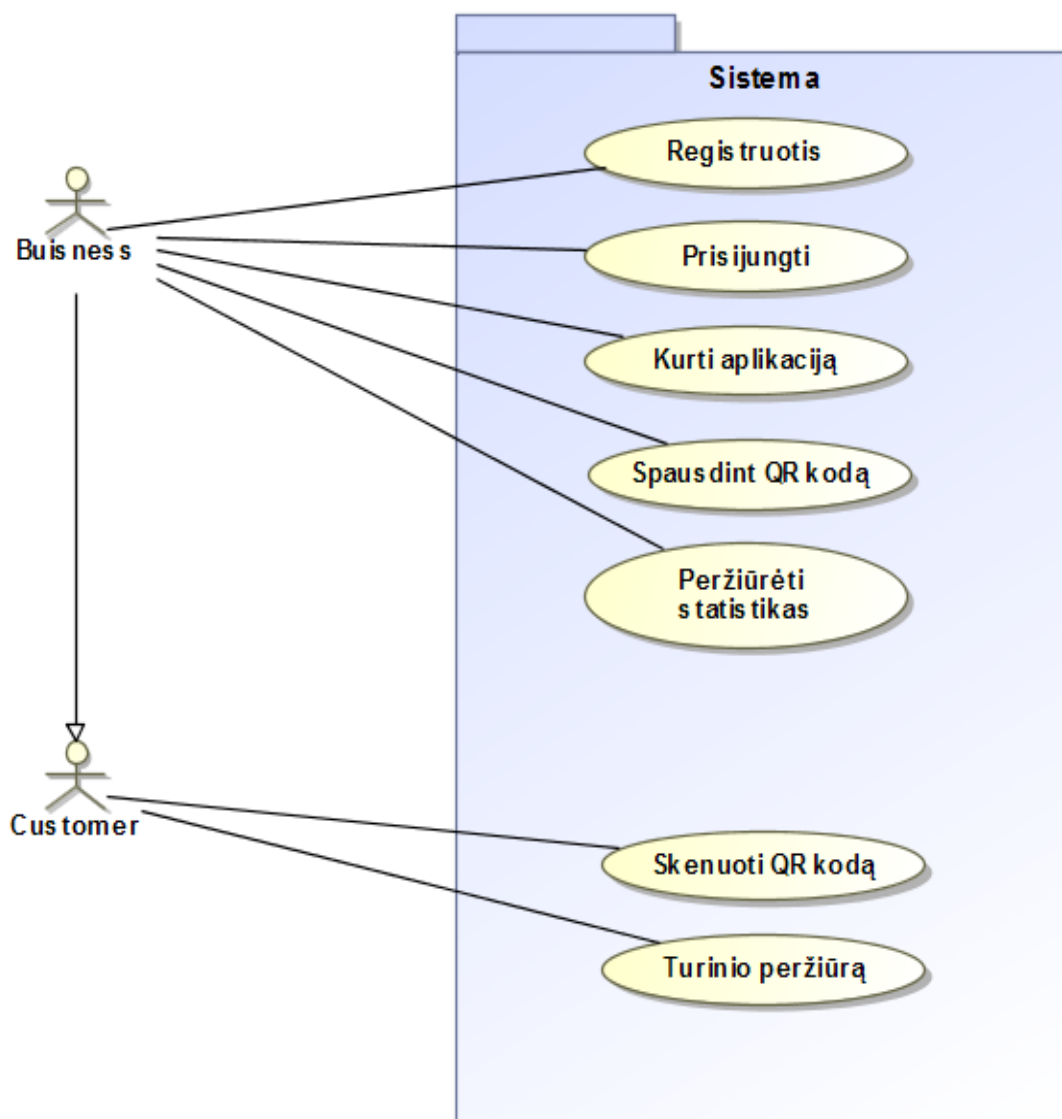 Sistema
Registruotis
Buisness
Prisijungti
Kurti aplikaciją
Spausdint QR kodą
Peržiūrėti
statistikas
Customer
Skenuoti QR kodą
Turinio peržiūrą